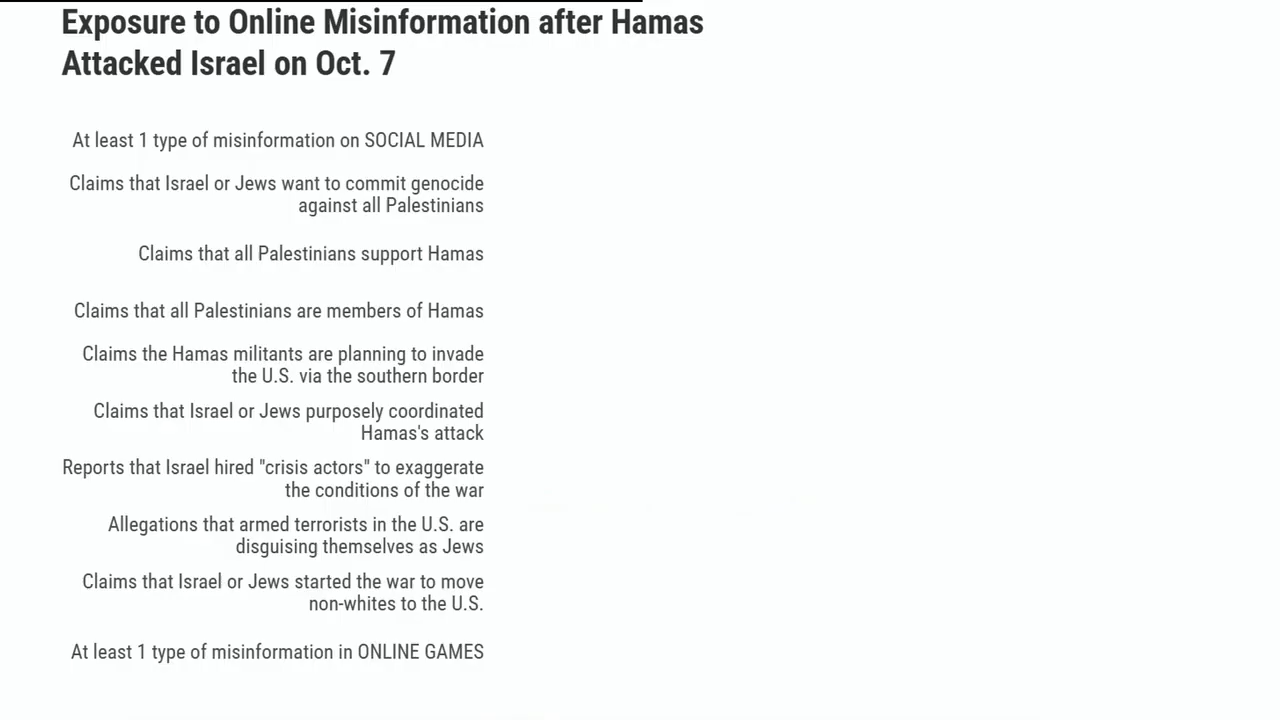 Exposure to Online Misinformation after Hamas
Attacked Israel on Oct. 7
At least 1 type of misinformation on SOCIAL MEDIA
Claims that Israel or Jews want to commit genocide
against all Palestinians
Claims that all Palestinians support Hamas
Claims that all Palestinians are members of Hamas
Claims the Hamas militants are planning to invade
the U.S. via the southern border
Claims that Israel or Jews purposely coordinated
Hamas's attack
Reports that Israel hired "crisis actors" to exaggerate
the conditions of the war
Allegations that armed terrorists in the U.S. are
disguising themselves as Jews
Claims that Israel or Jews started the war to move
non-whites to the U.S.
At least 1 type of misinformation in ONLINE GAMES